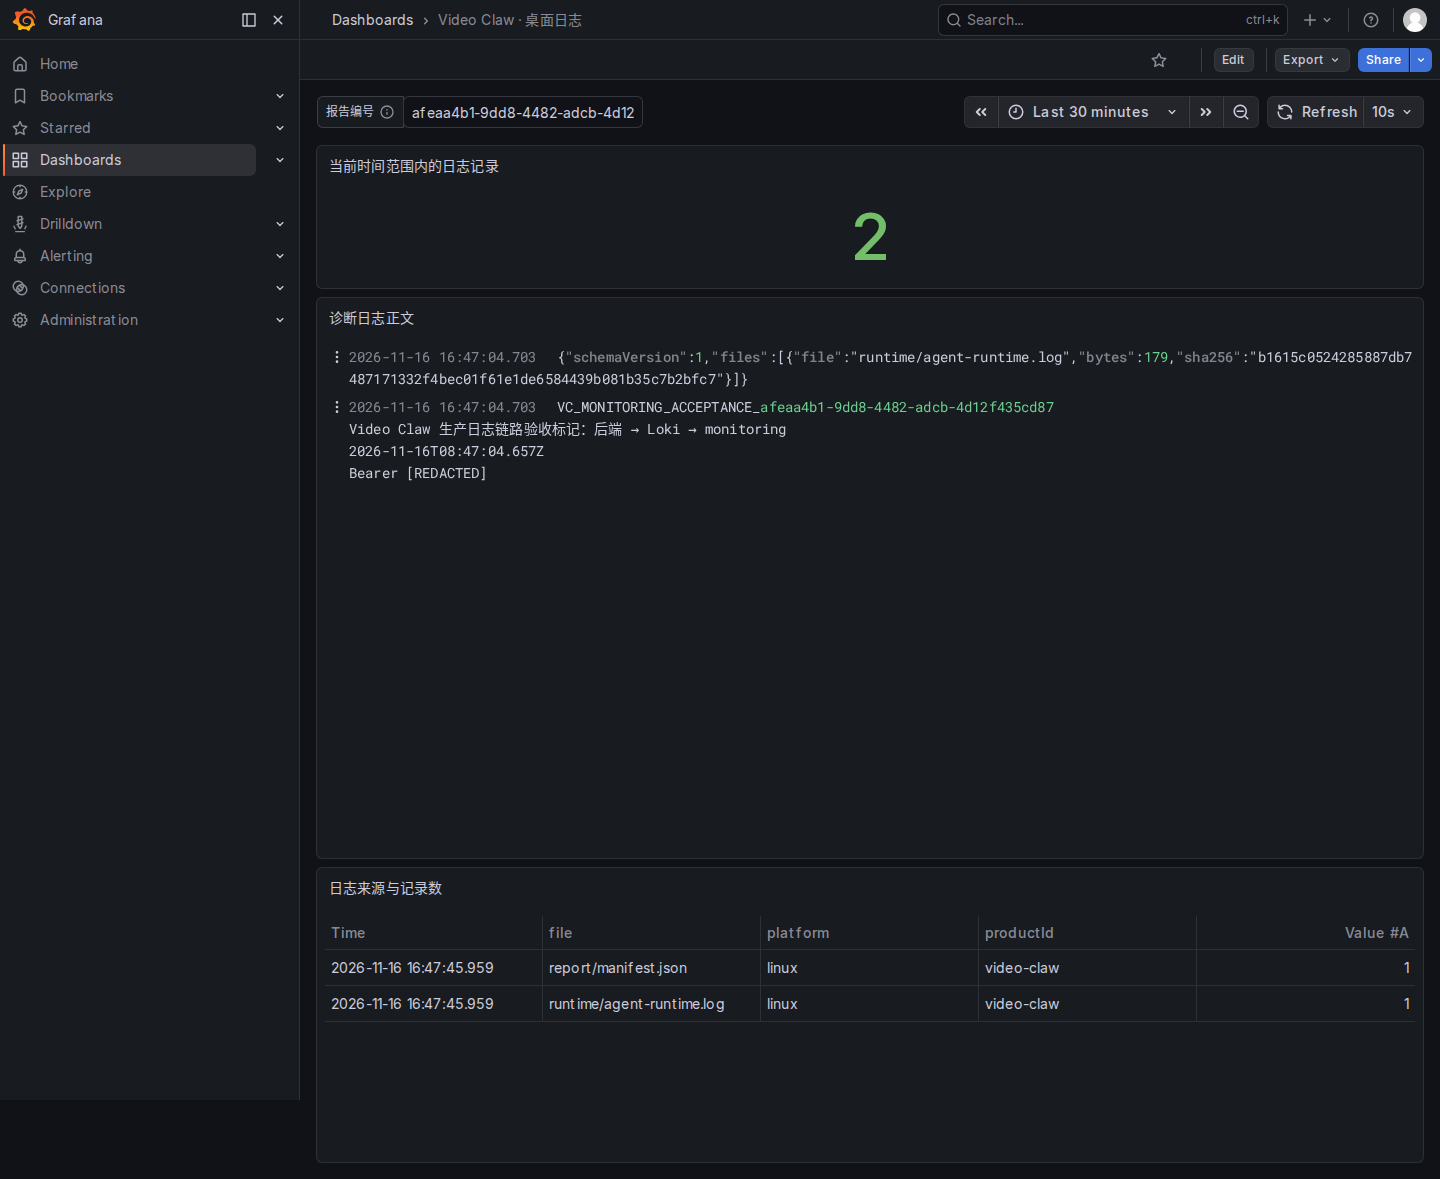 Grafana
Dashboards › Video Claw · 桌面日志
Search...
ctrl+k
Home
Bookmarks
Starred
Dashboards
Explore
Drilldown
Alerting
Connections
Administration
Edit
Export
Share
报告编号
afeaa4b1-9dd8-4482-adcb-4d12
Last 30 minutes
Refresh
10s
当前时间范围内的日志记录
2
诊断日志正文
2026-11-16 16:47:04.703 {"schemaVersion":1,"files":[{"file":"runtime/agent-runtime.log","bytes":179,"sha256":"b1615c0524285887db7
487171332f4bec01f61e1de6584439b081b35c7b2bfc7"}]}
2026-11-16 16:47:04.703 VC_MONITORING_ACCEPTANCE_afeaa4b1-9dd8-4482-adcb-4d12f435cd87
Video Claw 生产日志链路验收标记：后端 → Loki → monitoring
2026-11-16T08:47:04.657Z
Bearer [REDACTED]
日志来源与记录数
Time file platform productId Value #A
2026-11-16 16:47:45.959 report/manifest.json linux video-claw 1
2026-11-16 16:47:45.959 runtime/agent-runtime.log linux video-claw 1